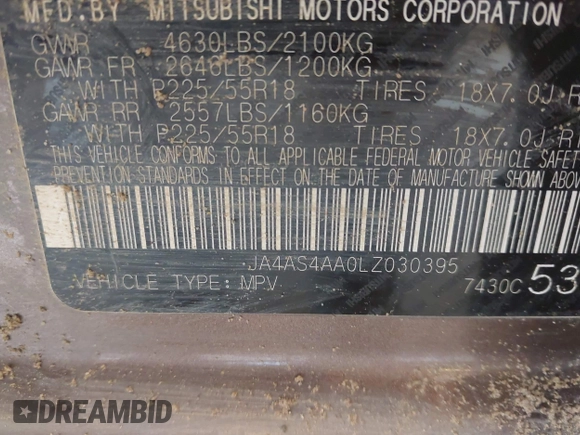 MFD.BY MITSUBISHI MOTORS CORPORATION
GVWR 4630LBS/2100KG
GAWR FR 2646LBS/1200KG
WITH P225/55R18 TIRES 18X7.0J
GAWR RR 2557LBS/1160KG
WITH P225/55R18 TIRES 18X7.0J
THIS VEHICLE CONFORMS TO ALL APPLICABLE FEDERAL MOTOR VEHICLE SAFETY
PREVENTION STANDARDS IN EFFECT ON THE DATE OF MANUFACTURE SHOWN ABOVE
JA4AS4AA0LZ030395
VEHICLE TYPE: MPV 7430C 53
DREAMBID